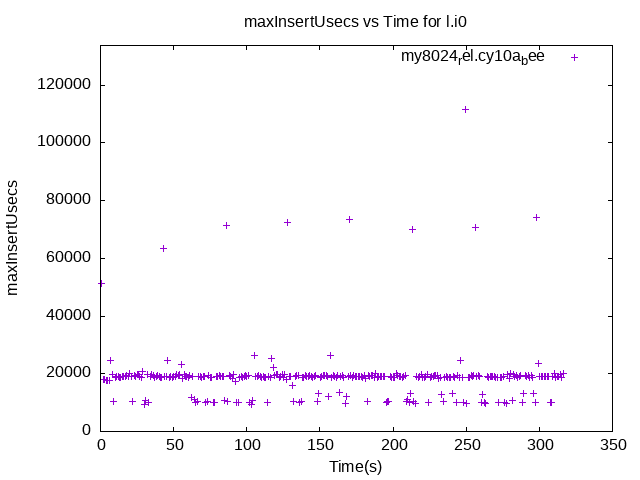 maxInsertUsecs vs Time for l.i0
my8024rel.cy10abee
120000
100000
80000
60000
40000
20000
0
maxInsertUsecs
0 50 100 150 200 250 300 350
Time(s)